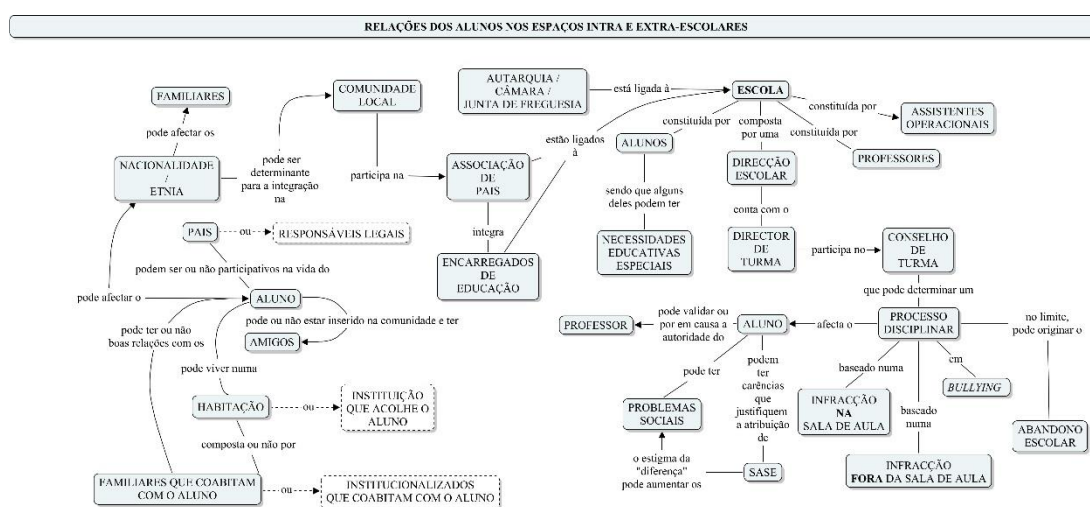 RELAÇÕES DOS ALUNOS NOS ESPAÇOS INTRA E EXTRA-ESCOLARES
FAMILIARES
pode afectar os
NACIONALIDADE
/
ETNIA
pode ser
determinante
para a integração
na
COMUNIDADE
LOCAL
participa na
ASSOCIAÇÃO
DE
PAIS
integra
ENCARREGADOS
DE
EDUCAÇÃO
estão ligados
à
AUTARQUIA /
CÂMARA /
JUNTA DE FREGUESIA
está ligada à
ESCOLA
constituída por
ALUNOS
sendo que alguns
deles podem ter
NECESSIDADES
EDUCATIVAS
ESPECIAIS
composta
por uma
DIRECÇÃO
ESCOLAR
conta com o
DIRECTOR
DE
TURMA
constituída por
PROFESSORES
constituída por
ASSISTENTES
OPERACIONAIS
participa no
CONSELHO
DE
TURMA
que pode determinar um
PROCESSO
DISCIPLINAR
no limite,
pode originar o
ABANDONO
ESCOLAR
em
BULLYING
baseado numa
INFRACÇÃO
NA
SALA DE AULA
baseado
numa
INFRACÇÃO
FORA DA SALA DE AULA
afecta o
ALUNO
pode validar ou
por em causa a
autoridade do
PROFESSOR
pode ter
PROBLEMAS
SOCIAIS
podem
ter
carências
que
justifiquem
a atribuição
de
SASE
o estigma da
"diferença"
pode aumentar os
PAIS
ou
RESPONSÁVEIS LEGAIS
podem ser ou não participativos na vida do
ALUNO
pode afectar o
pode ou não estar inserido na comunidade e ter
AMIGOS
pode ter ou não
boas relações com os
pode viver numa
HABITAÇÃO
ou
INSTITUIÇÃO
QUE ACOLHE O
ALUNO
composta ou não por
FAMILIARES QUE COABITAM
COM O ALUNO
ou
INSTITUCIONALIZADOS
QUE COABITAM COM O ALUNO